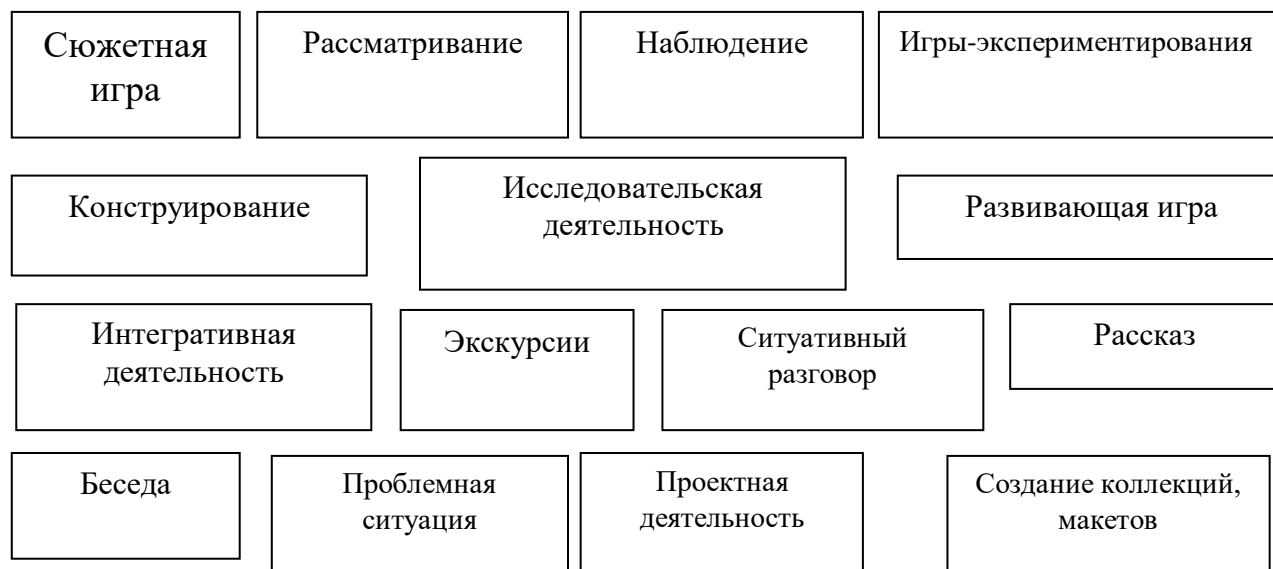 Сюжетная
игра
Рассматривание
Наблюдение
Игры-экспериментирования
Конструирование
Исследовательская
деятельность
Развивающая игра
Интегративная
деятельность
Экскурсии
Ситуативный
разговор
Рассказ
Беседа
Проблемная
ситуация
Проектная
деятельность
Создание коллекций,
макетов